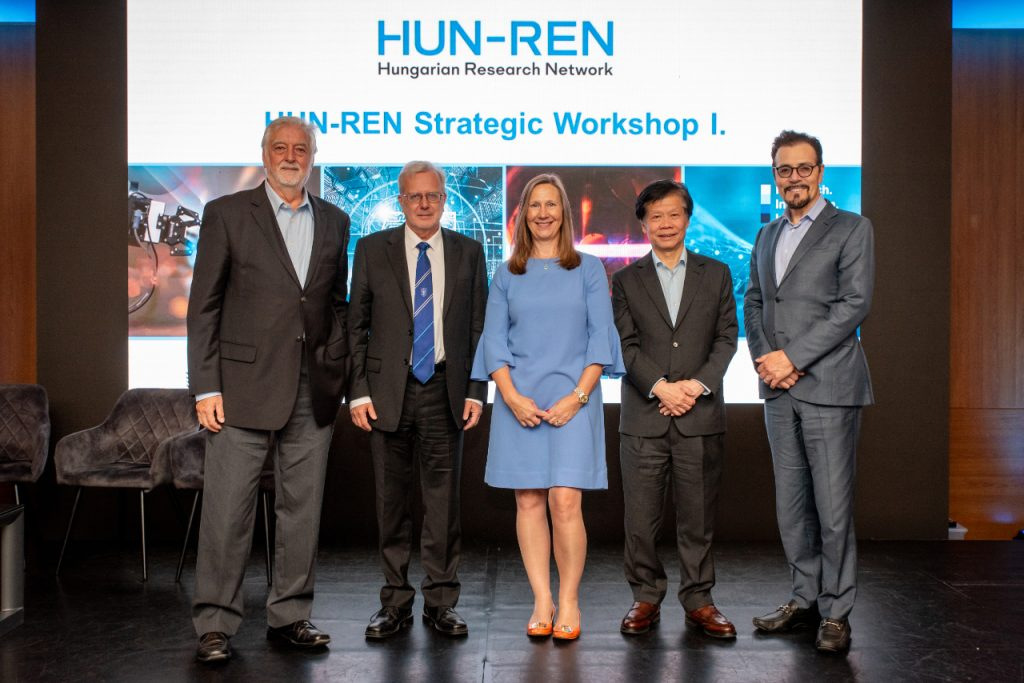 HUN-REN
Hungarian Research Network
HUN-REN Strategic Workshop I.